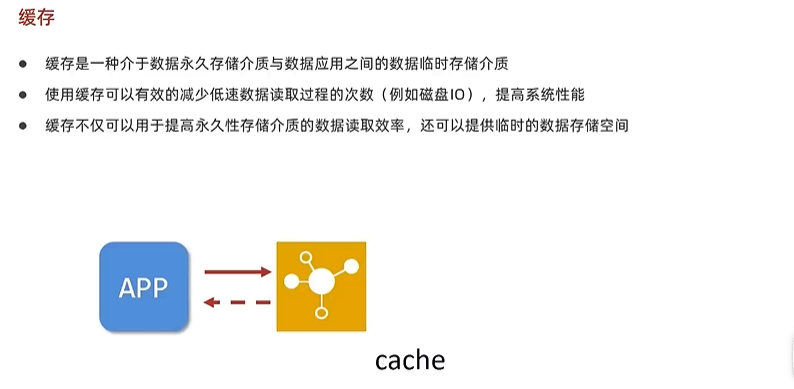 缓存
● 缓存是一种介于数据永久存储介质与数据应用之间的数据临时存储介质
● 使用缓存可以有效的减少低速数据读取过程的次数（例如磁盘IO），提高系统性能
● 缓存不仅可以用于提高永久性存储介质的数据读取效率，还可以提供临时的数据存储空间
APP
cache